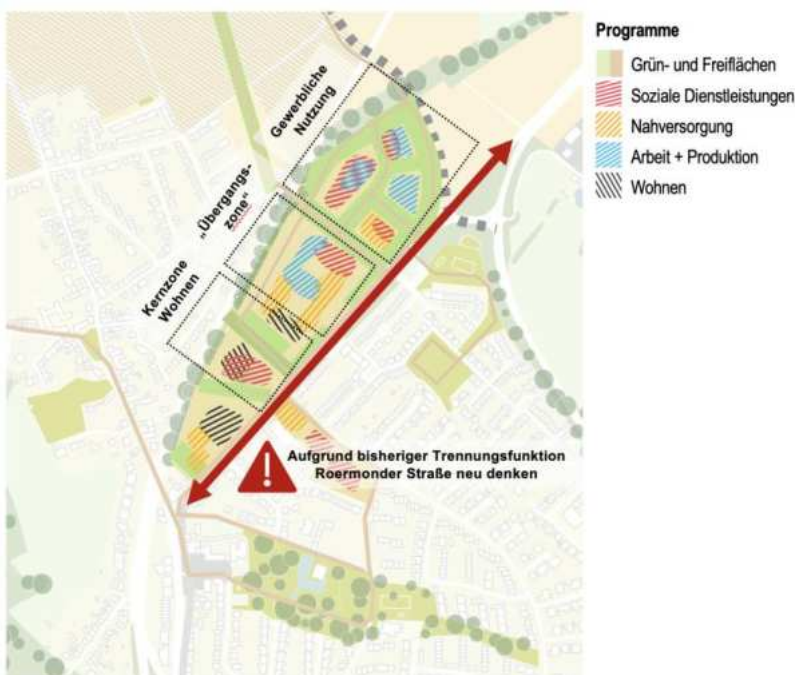 Programme
Grün- und Freiflächen
Soziale Dienstleistungen
Nahversorgung
Arbeit + Produktion
Wohnen
Gewerbliche
Nutzung
„Übergangs-
zone“
Kernzone
Wohnen
Aufgrund bisheriger Trennungsfunktion
Roermonder Straße neu denken